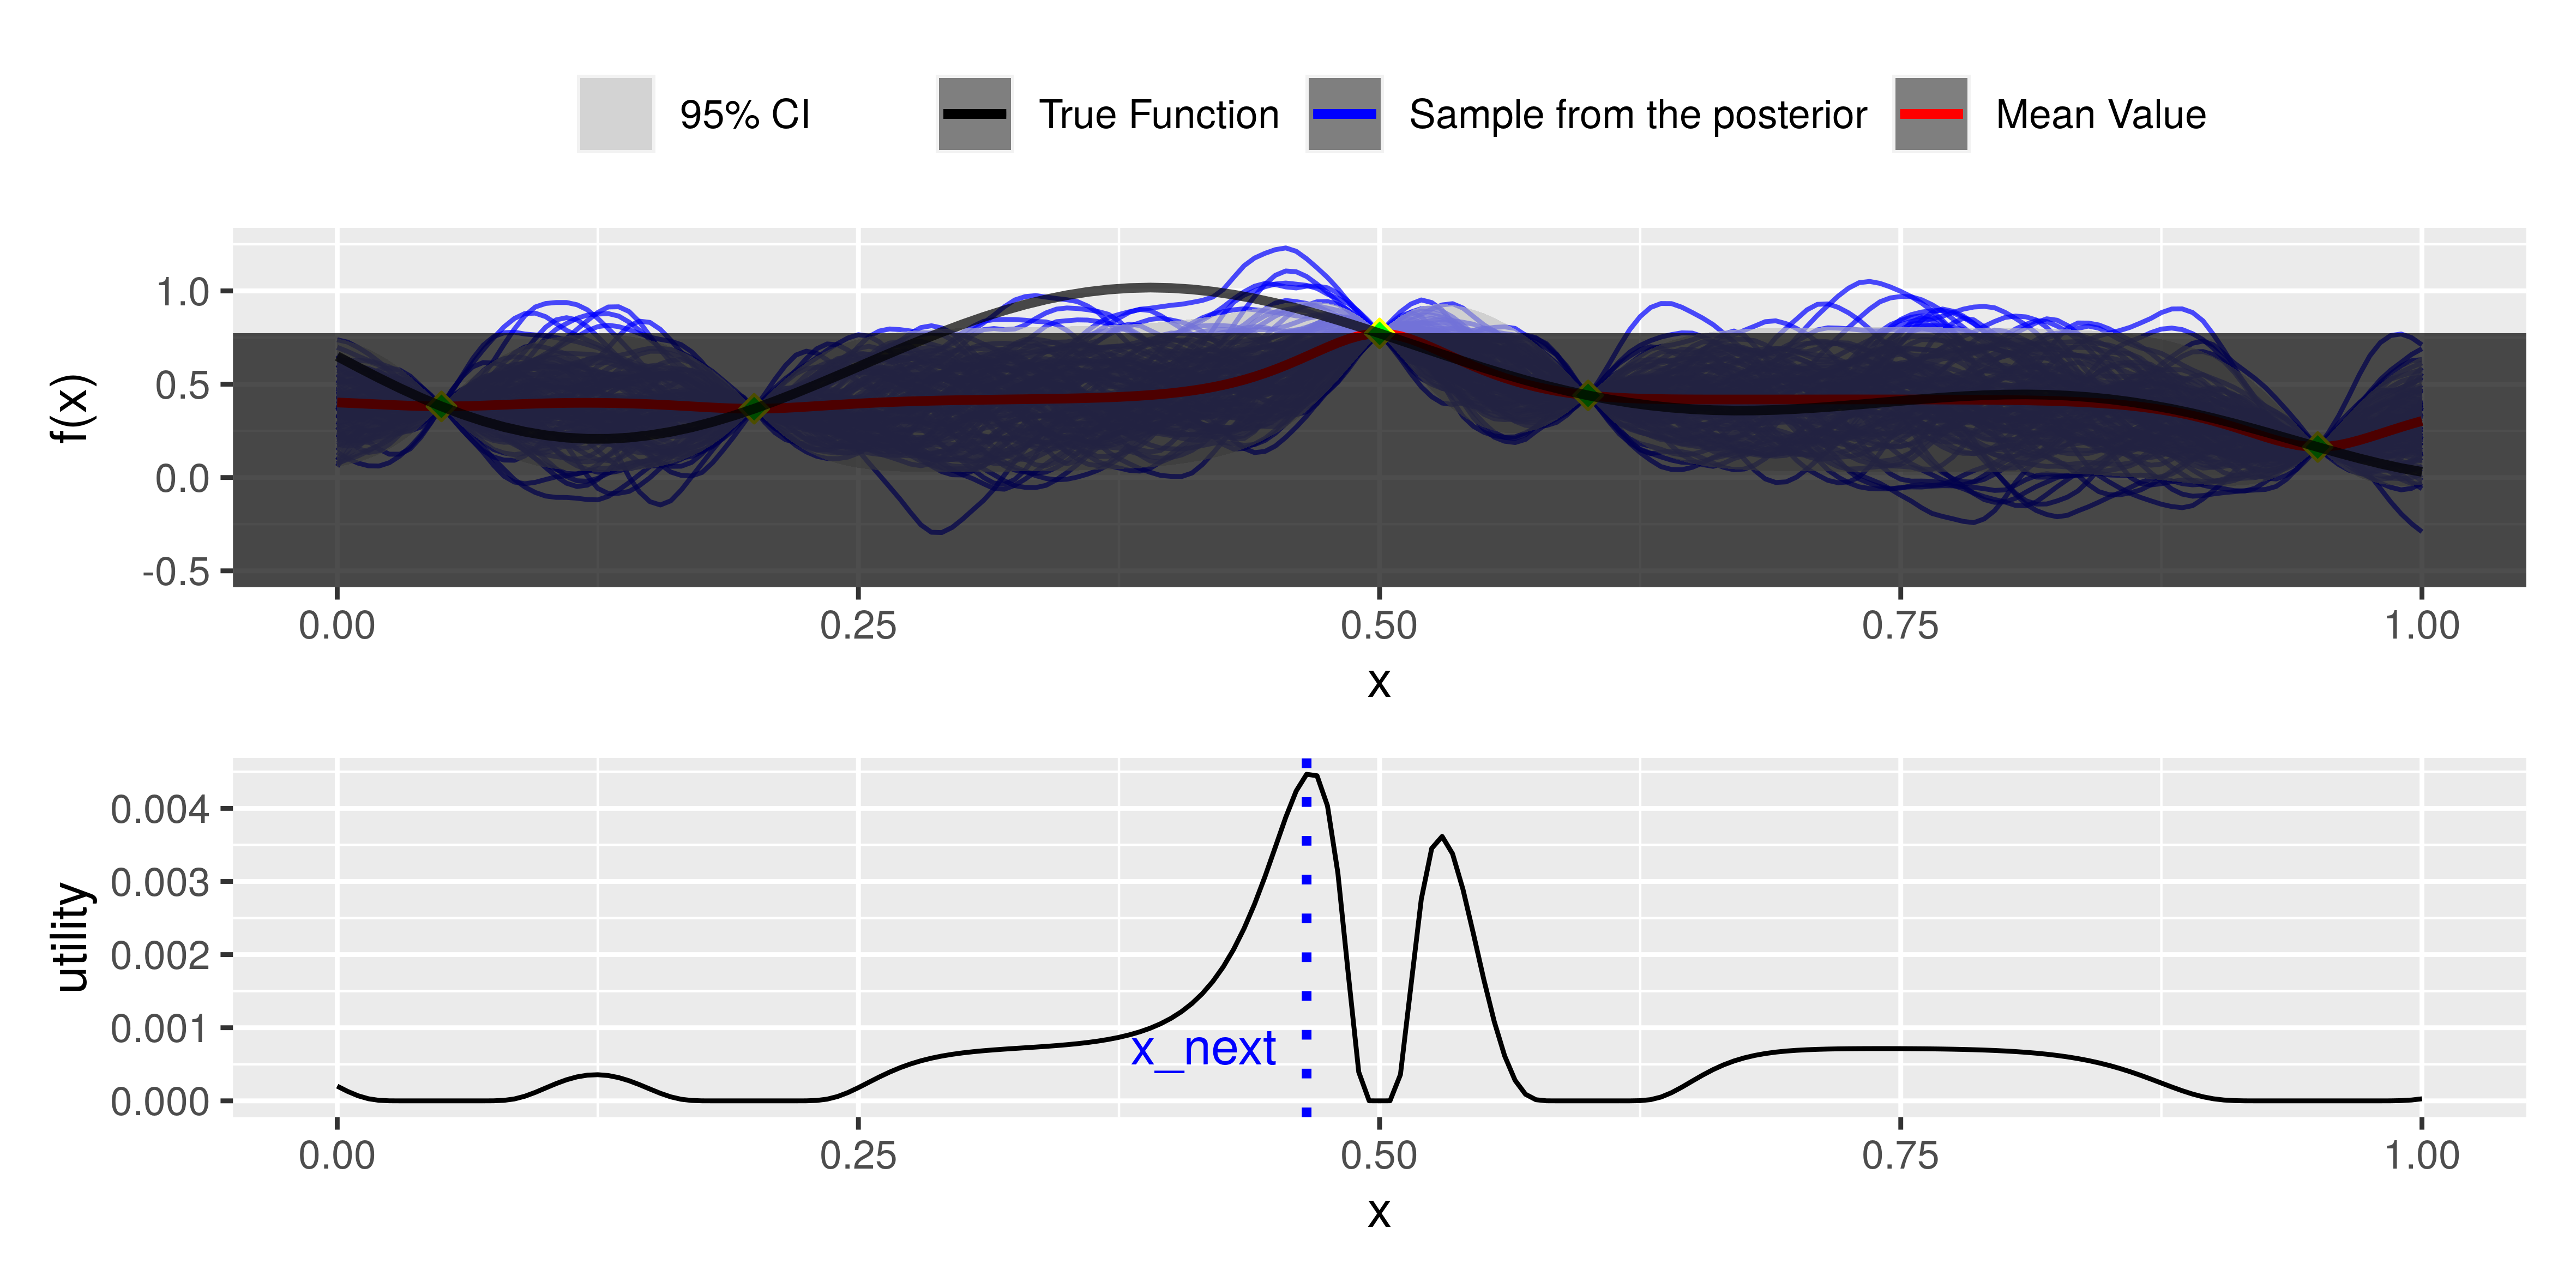 95% CI True Function Sample from the posterior Mean Value
f(x)
1.0
0.5
0.0
-0.5
0.00 0.25 0.50 0.75 1.00
x
utility
0.004
0.003
0.002
0.001
0.000
x_next
0.00 0.25 0.50 0.75 1.00
x